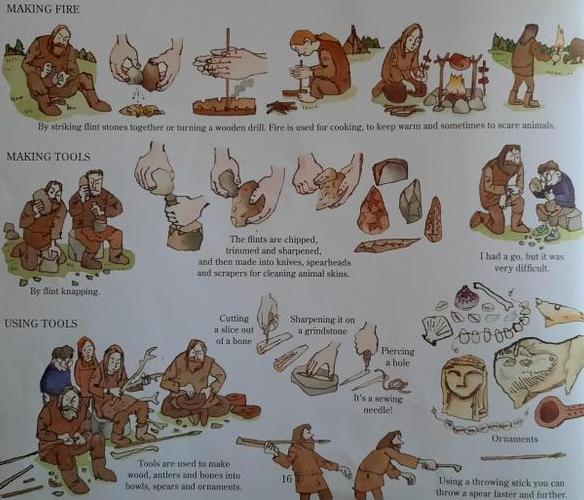 MAKING FIRE
By striking flint stones together or turning a wooden drill. Fire is used for cooking, to keep warm and sometimes to scare animals.
MAKING TOOLS
The flints are chipped,
trimmed and sharpened,
and then made into knives, spearheads
and scrapers for cleaning animal skins.
I had a go, but it was
very difficult.
By flint knapping.
USING TOOLS
Cutting
a slice out
of a bone
Sharpening it on
a grindstone
Piercing
a hole
It's a sewing
needle!
Ornaments
Tools are used to make
wood, antlers and bones into
bowls, spears and ornaments.
16
Using a throwing stick you can
throw a spear faster and further.